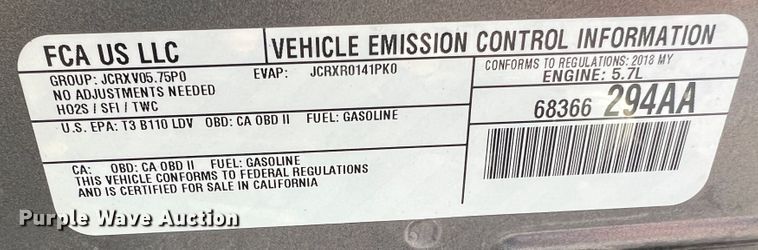 FCA US LLC
VEHICLE EMISSION CONTROL INFORMATION
GROUP: JCRXV05.75P0 EVAP: JCRXR0141PK0
CONFORMS TO REGULATIONS: 2018 MY
NO ADJUSTMENTS NEEDED
ENGINE: 5.7L
HO2S / SFI / TWC
68366 294AA
U.S. EPA: T3 B110 LDV OBD: CA OBD II FUEL: GASOLINE
CA: OBD: CA OBD II FUEL: GASOLINE
THIS VEHICLE CONFORMS TO FEDERAL REGULATIONS
AND IS CERTIFIED FOR SALE IN CALIFORNIA
Purple Wave Auction